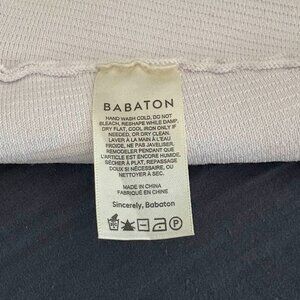 BABATON
HAND WASH COLD, DO NOT
BLEACH, RESHAPE WHILE DAMP,
DRY FLAT, COOL IRON ONLY IF
NEEDED, OR DRY CLEAN.
LAVER À LA MAIN À L'EAU
FROIDE, NE PAS JAVELISER.
REMODELER PENDANT QUE
L'ARTICLE EST ENCORE HUMIDE,
SÉCHER À PLAT, REPASSAGE
DOUX SI NÉCESSAIRE, OU
NETTOYER À SEC.
MADE IN CHINA
FABRIQUÉ EN CHINE
Sincerely, Babaton
P